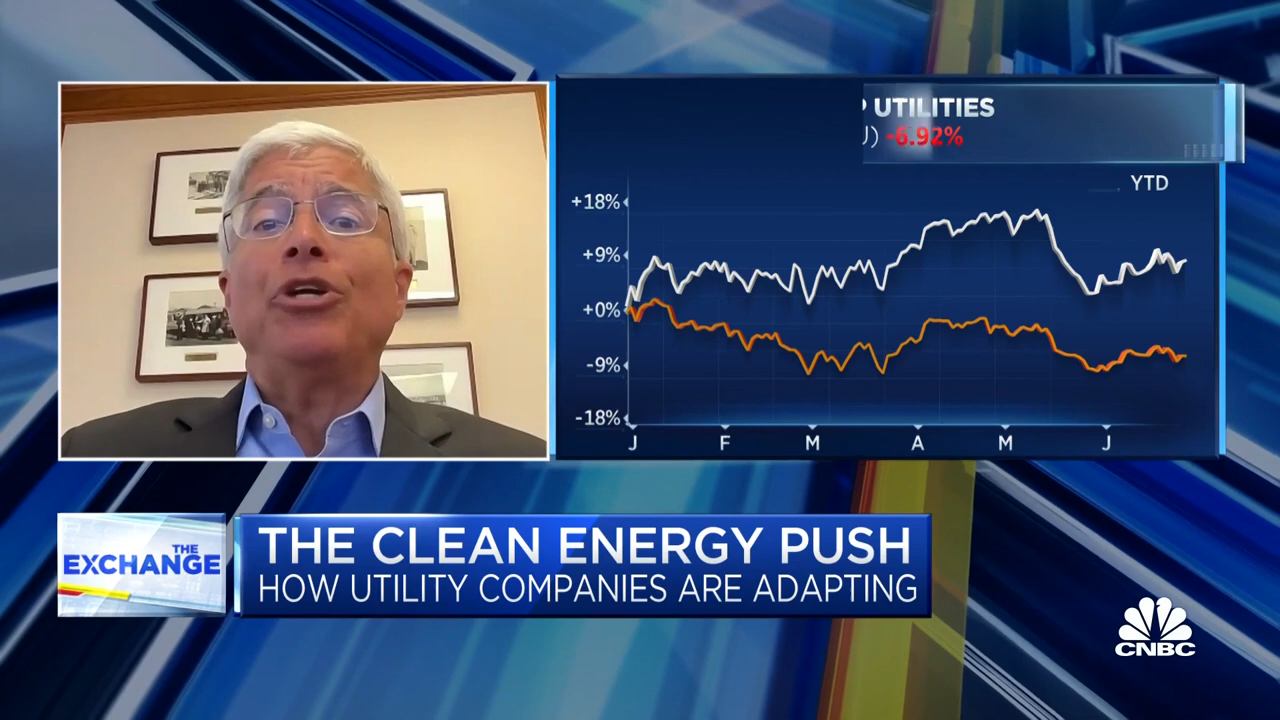 UTILITIES
-6.92%
YTD
+18%
+9%
+0%
-9%
-18%
J F M A M J
THE EXCHANGE
THE CLEAN ENERGY PUSH
HOW UTILITY COMPANIES ARE ADAPTING
CNBC